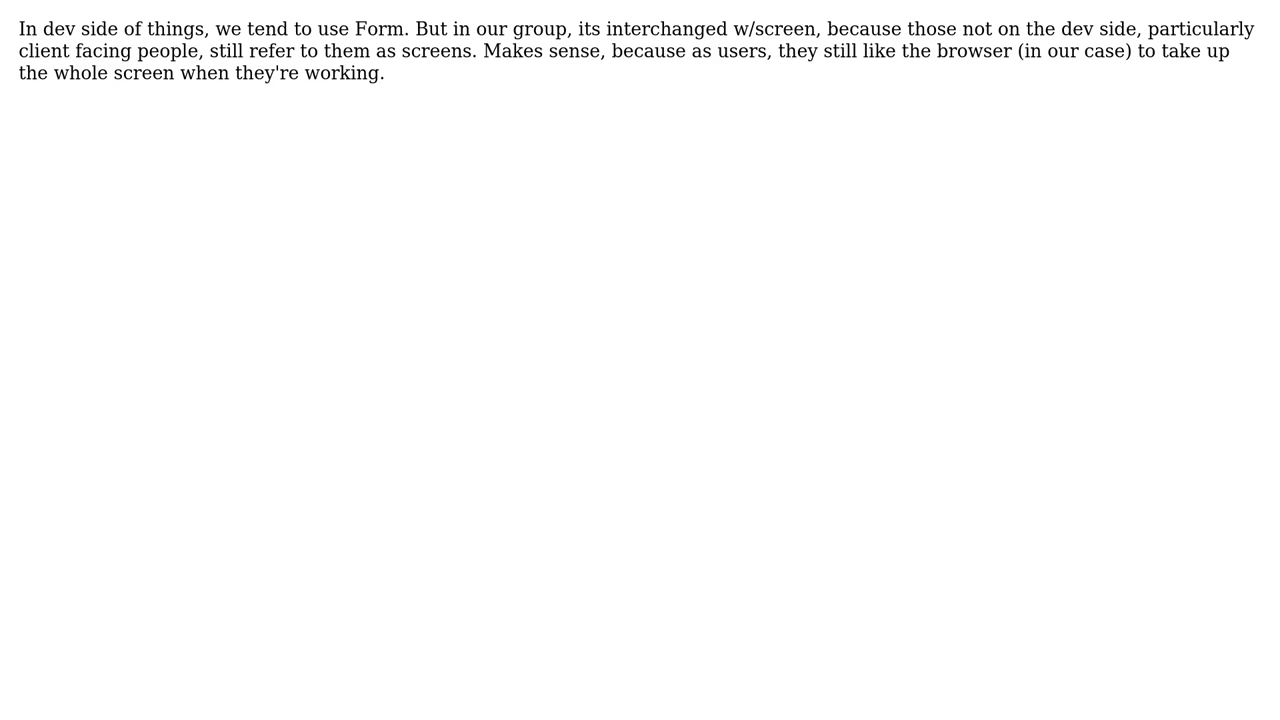 In dev side of things, we tend to use Form. But in our group, its interchanged w/screen, because those not on the dev side, particularly
client facing people, still refer to them as screens. Makes sense, because as users, they still like the browser (in our case) to take up
the whole screen when they're working.